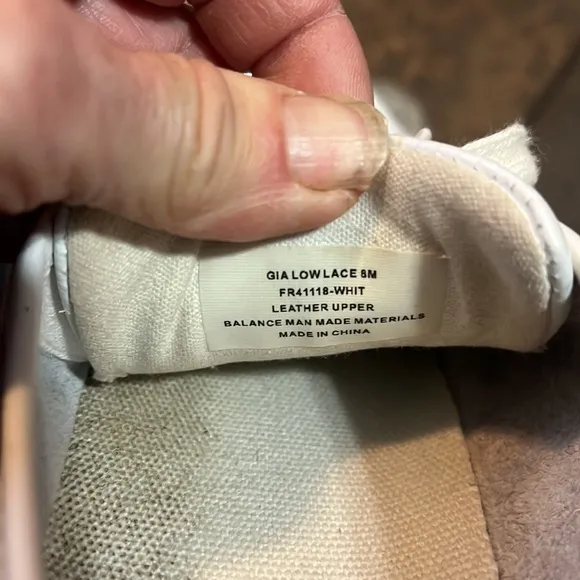 GIA LOW LACE 8M
FR41118-WHIT
LEATHER UPPER
BALANCE MAN MADE MATERIALS
MADE IN CHINA